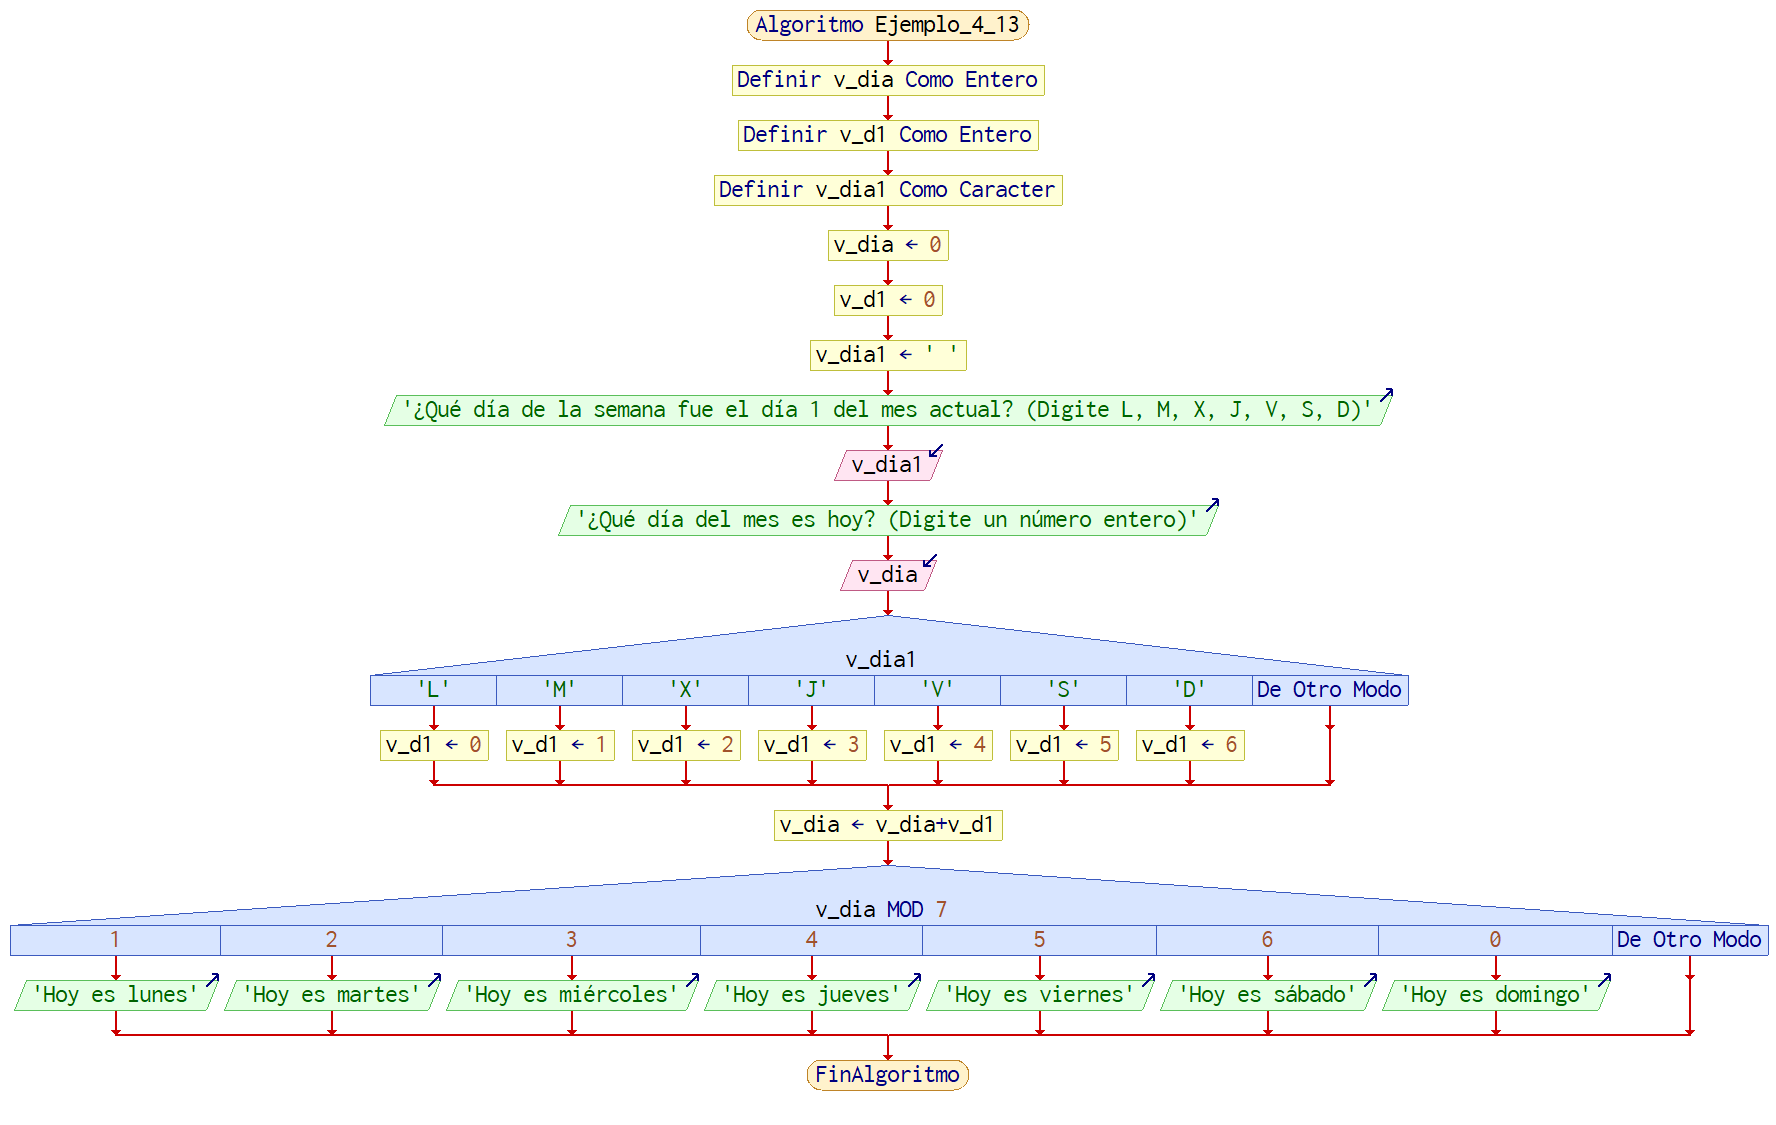 Algoritmo Ejemplo_4_13
Definir v_dia Como Entero
Definir v_d1 Como Entero
Definir v_dia1 Como Caracter
v_dia ← 0
v_d1 ← 0
v_dia1 ← ' '
'¿Qué día de la semana fue el día 1 del mes actual? (Digite L, M, X, J, V, S, D)'
v_dia1
'¿Qué día del mes es hoy? (Digite un número entero)'
v_dia
v_dia1
'L' 'M' 'X' 'J' 'V' 'S' 'D' De Otro Modo
v_d1 ← 0 v_d1 ← 1 v_d1 ← 2 v_d1 ← 3 v_d1 ← 4 v_d1 ← 5 v_d1 ← 6
v_dia ← v_dia+v_d1
v_dia MOD 7
1 2 3 4 5 6 0 De Otro Modo
'Hoy es lunes' 'Hoy es martes' 'Hoy es miércoles' 'Hoy es jueves' 'Hoy es viernes' 'Hoy es sábado' 'Hoy es domingo'
FinAlgoritmo